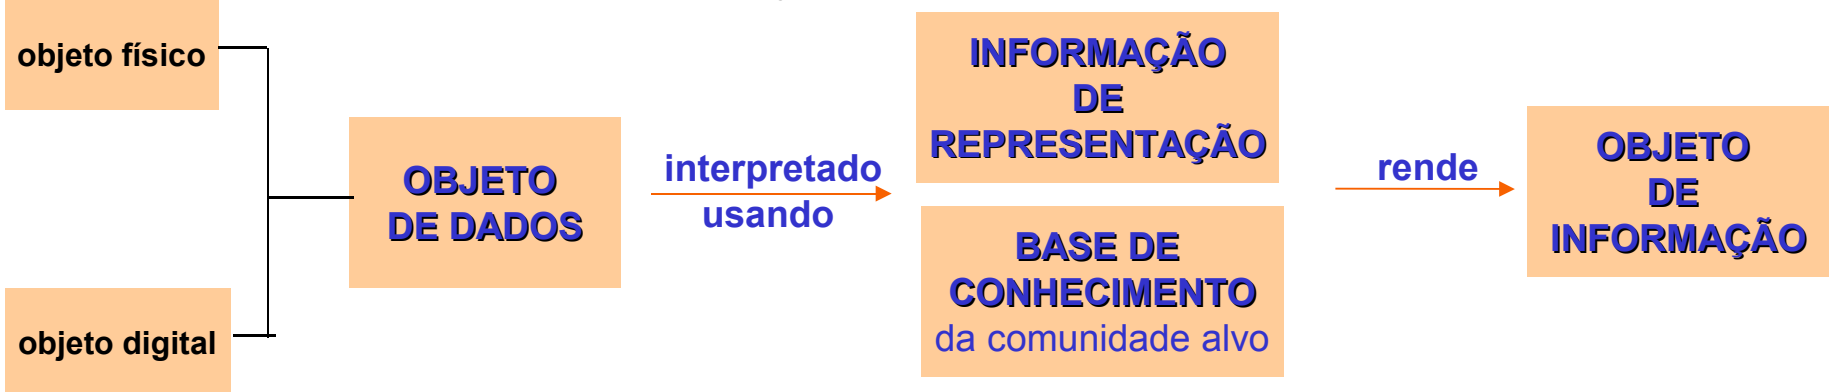 objeto físico
objeto digital
OBJETO
DE DADOS
interpretado
usando
INFORMAÇÃO
DE
REPRESENTAÇÃO
BASE DE
CONHECIMENTO
da comunidade alvo
rende
OBJETO
DE
INFORMAÇÃO